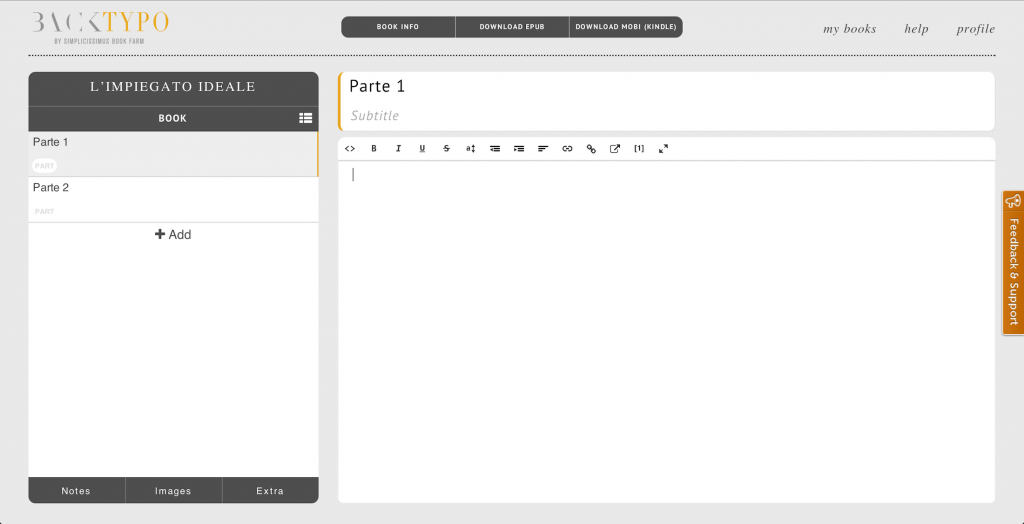 BACKTYPO
BY SIMPLICISSIMUS BOOK FARM
BOOK INFO
DOWNLOAD EPUB
DOWNLOAD MOBI (KINDLE)
my books
help
profile
L'IMPIEGATO IDEALE
BOOK
Parte 1
PART
Parte 2
PART
+ Add
Notes
Images
Extra
Parte 1
Subtitle
<> B I U S a [1]
Feedback & Support